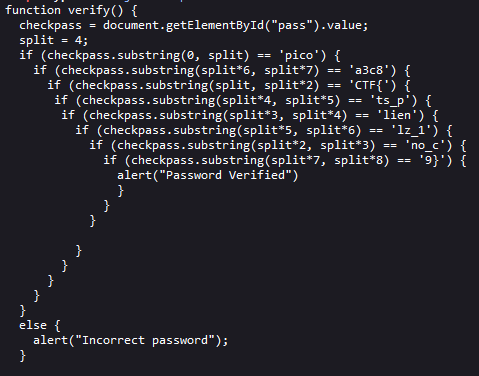 function verify() {
checkpass = document.getElementById("pass").value;
split = 4;
if (checkpass.substring(0, split) == 'pico') {
if (checkpass.substring(split*6, split*7) == 'a3c8') {
if (checkpass.substring(split, split*2) == 'CTF{') {
if (checkpass.substring(split*4, split*5) == 'ts_p') {
if (checkpass.substring(split*3, split*4) == 'lien') {
if (checkpass.substring(split*5, split*6) == 'lz_1') {
if (checkpass.substring(split*2, split*3) == 'no_c') {
if (checkpass.substring(split*7, split*8) == '9}') {
alert("Password Verified")
}
}
}
}
}
}
}
}
else {
alert("Incorrect password");
}